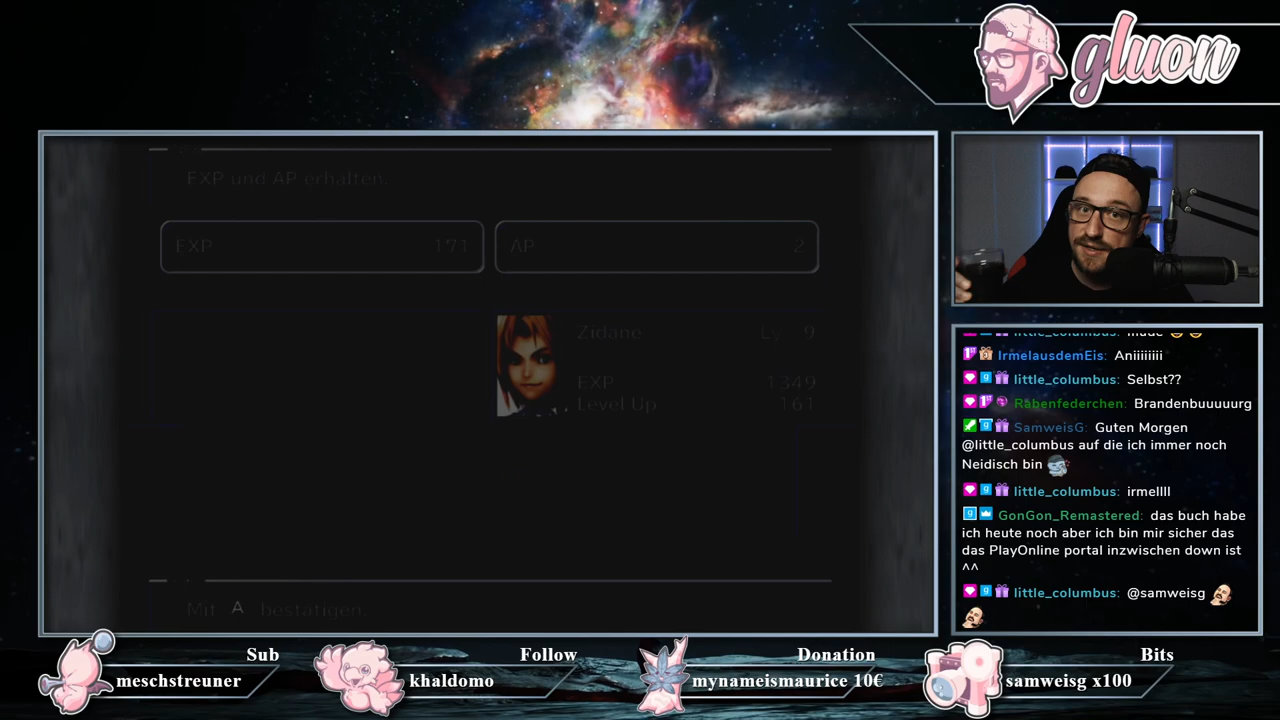 gluon
EXP und AP erhalten.
EXP 171 AP 2
Zidane Lv 9
EXP 1349
Level Up 161
Mit A bestätigen.
IrmelausdemEis: Aniiiiiiii
little_columbus: Selbst??
Rabenfederchen: Brandenbuuuuurg
SamweisG: Guten Morgen
@little_columbus auf die ich immer noch
Neidisch bin
little_columbus: irmellll
GonGon_Remastered: das buch habe
ich heute noch aber ich bin mir sicher das
das PlayOnline portal inzwischen down ist
^^
little_columbus: @samweisg
Sub
meschstreuner
Follow
khaldomo
Donation
mynameismaurice 10€
Bits
samweisg x100